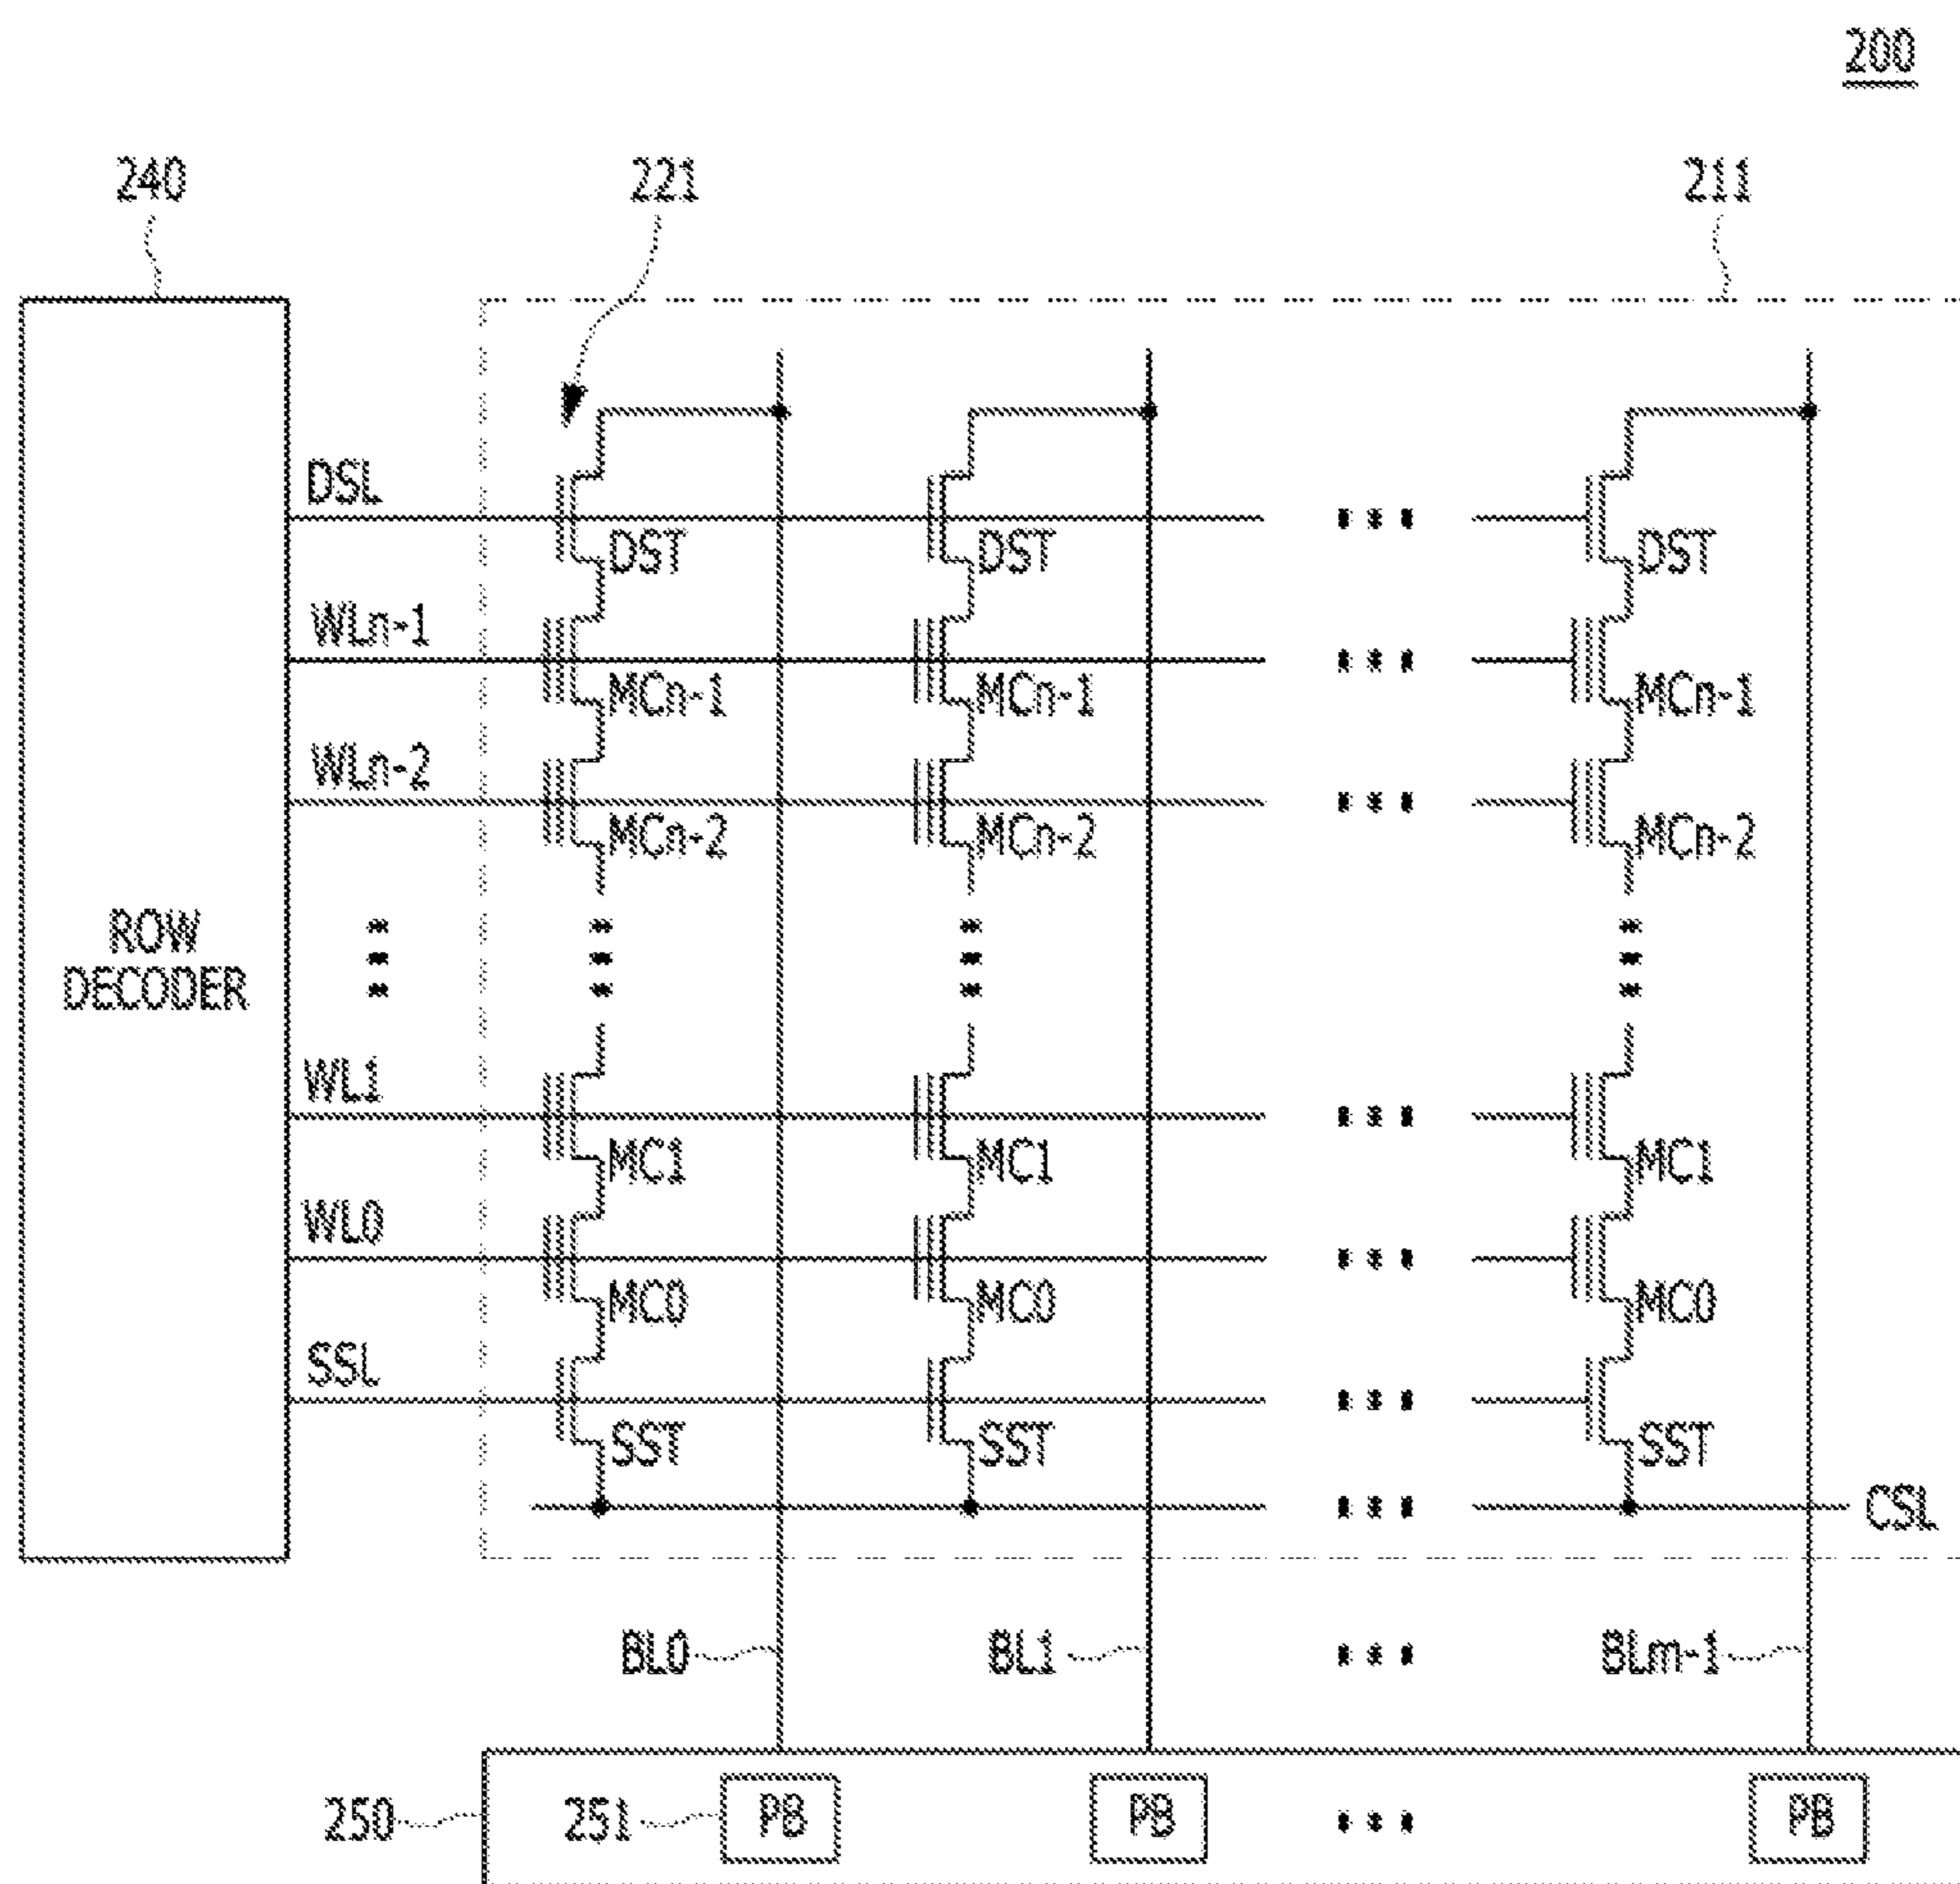 200
240 221 211
DSL
DST DST DST
WLn-1
MCn-1 MCn-1 MCn-1
WLn-2
MCn-2 MCn-2 MCn-2
ROW
DECODER
WL1
MC1 MC1 MC1
WL0
MC0 MC0 MC0
SSL
SST SST SST
CSL
BL0 BL1 BLm-1
250 251 PB PB PB